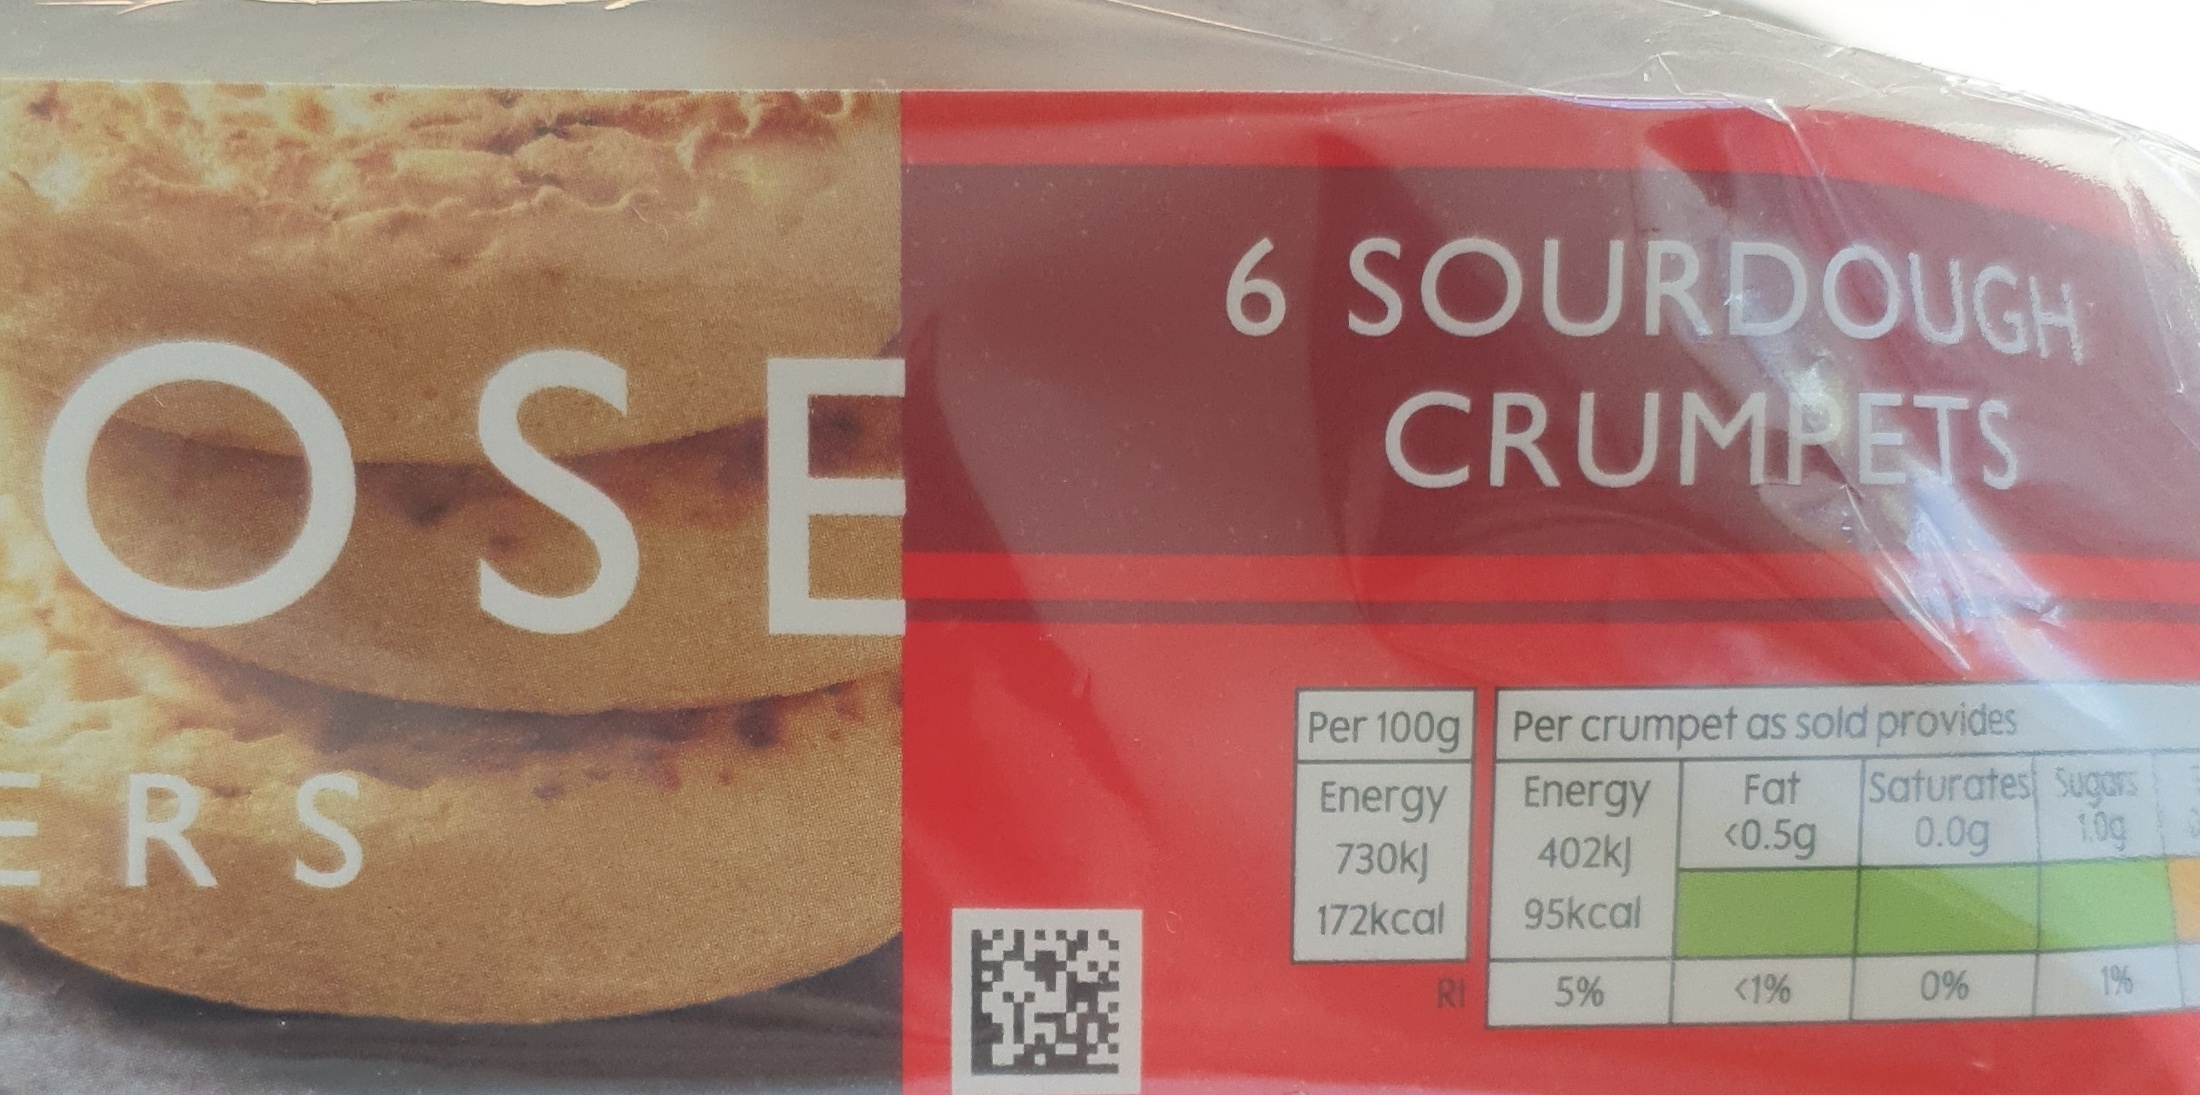 OSE
ERS
6 SOURDOUGH
CRUMPETS
Per 100g
Energy
730kJ
172kcal
Per crumpet as sold provides
Energy
402kJ
95kcal
5%
Fat
<0.5g
<1%
Saturates
0.0g
0%
Sugars
1.0g
1%
RI